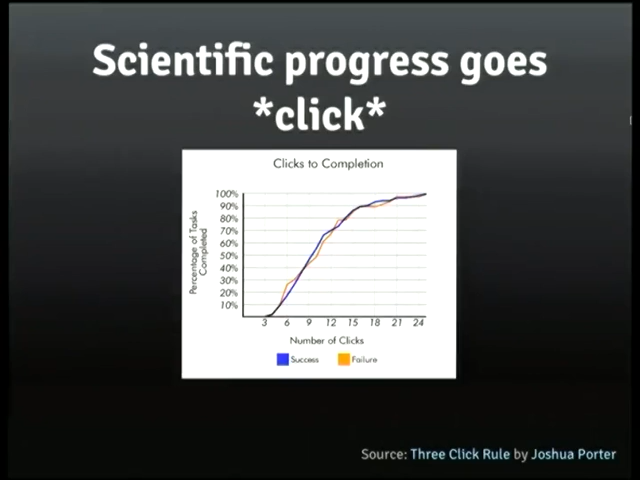 Scientific progress goes
*click*
Clicks to Completion
100%
90%
80%
70%
60%
50%
40%
30%
20%
10%
Percentage of Tasks
Completed
3 6 9 12 15 18 21 24
Number of Clicks
Success Failure
Source: Three Click Rule by Joshua Porter